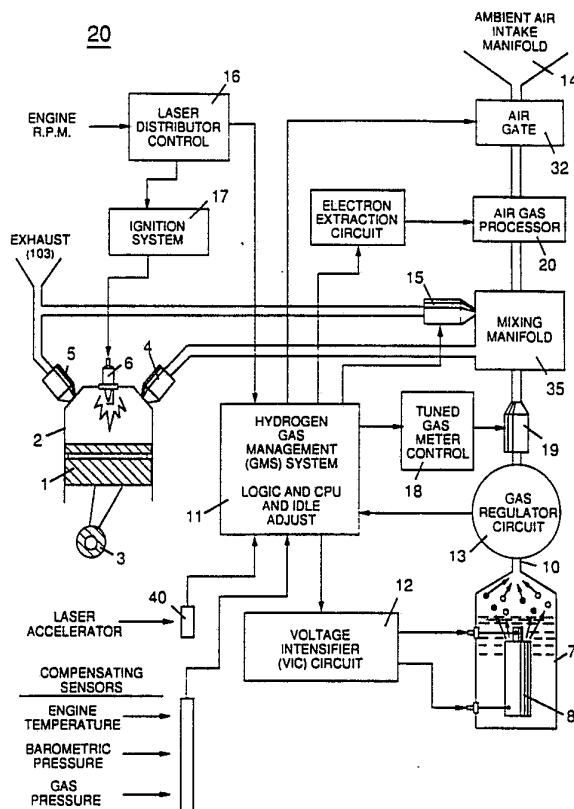 20
AMBIENT AIR
INTAKE
MANIFOLD
14
16
ENGINE
R.P.M.
LASER
DISTRIBUTOR
CONTROL
AIR
GATE
32
17
IGNITION
SYSTEM
ELECTRON
EXTRACTION
CIRCUIT
AIR GAS
PROCESSOR
20
EXHAUST
(103)
15
MIXING
MANIFOLD
35
5
6
4
2
1
3
HYDROGEN
GAS
MANAGEMENT
(GMS) SYSTEM
LOGIC AND CPU
AND IDLE
ADJUST
11
TUNED
GAS
METER
CONTROL
18
19
GAS
REGULATOR
CIRCUIT
13
10
40
LASER
ACCELERATOR
12
VOLTAGE
INTENSIFIER
(VIC) CIRCUIT
7
8
COMPENSATING
SENSORS
ENGINE
TEMPERATURE
BAROMETRIC
PRESSURE
GAS
PRESSURE